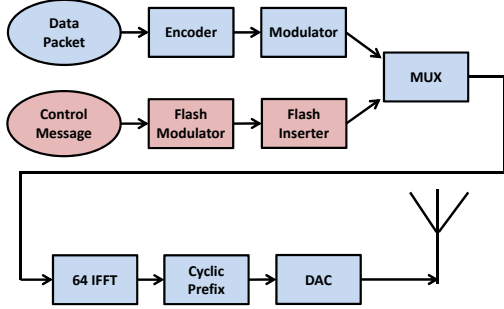 Data
Packet
Encoder
Modulator
MUX
Control
Message
Flash
Modulator
Flash
Inserter
64 IFFT
Cyclic
Prefix
DAC